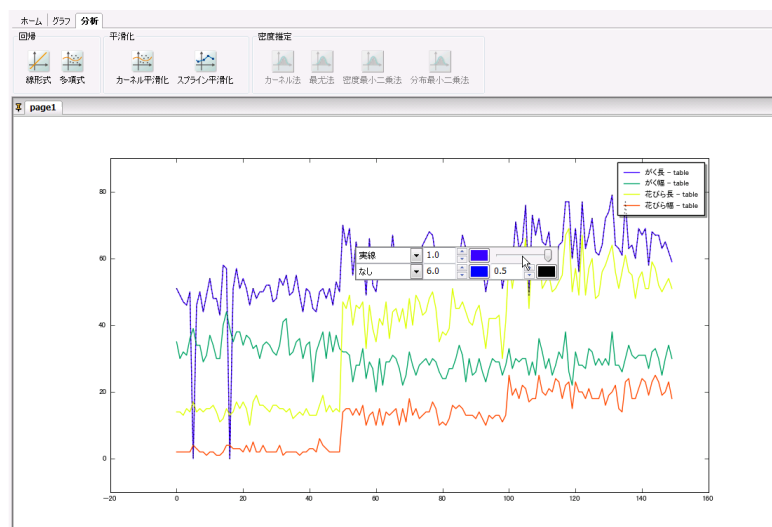 ホーム グラフ 分析
回帰 平滑化 密度推定
線形式 多項式 カーネル平滑化 スプライン平滑化 カーネル法 最尤法 密度最小二乗法 分布最小二乗法
page1
がく長 - table
がく幅 - table
花びら長 - table
花びら幅 - table
80
60
40
20
0
実線 1.0
なし 6.0 0.5
−20 0 20 40 60 80 100 120 140 160